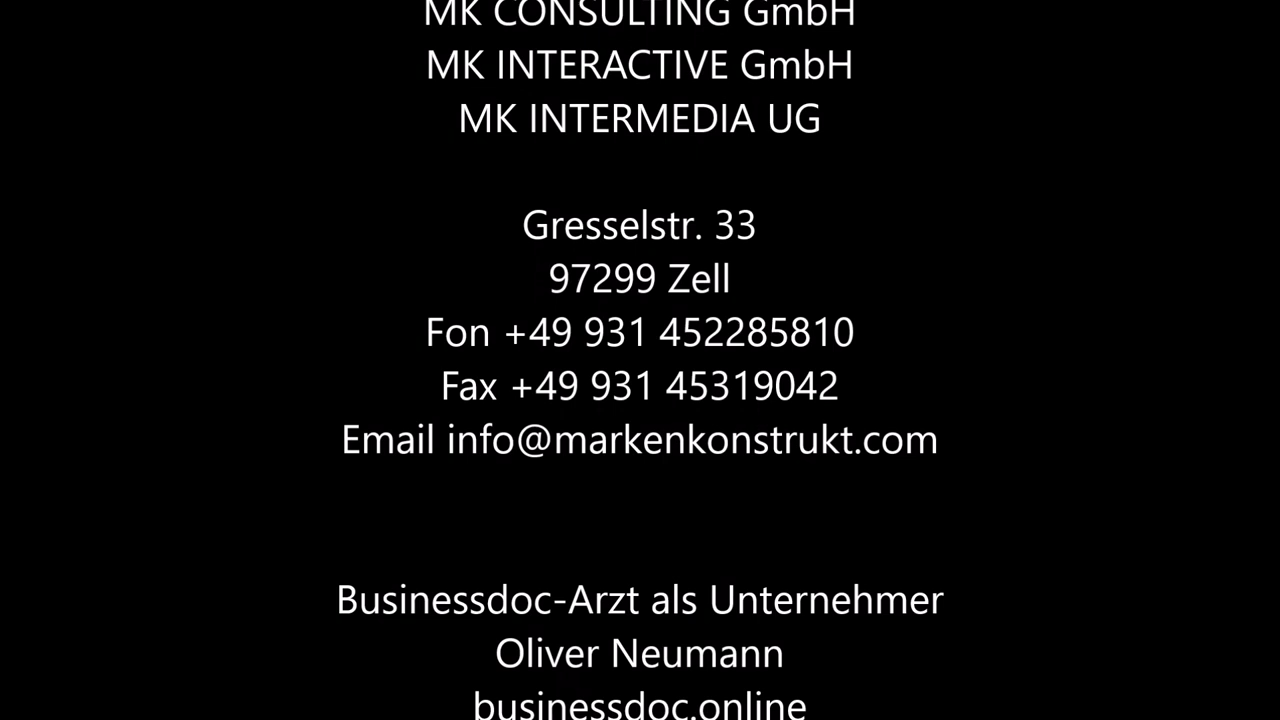 MK CONSULTING GmbH
MK INTERACTIVE GmbH
MK INTERMEDIA UG
Gresselstr. 33
97299 Zell
Fon +49 931 452285810
Fax +49 931 45319042
Email info@markenkonstrukt.com
Businessdoc-Arzt als Unternehmer
Oliver Neumann
businessdoc.online